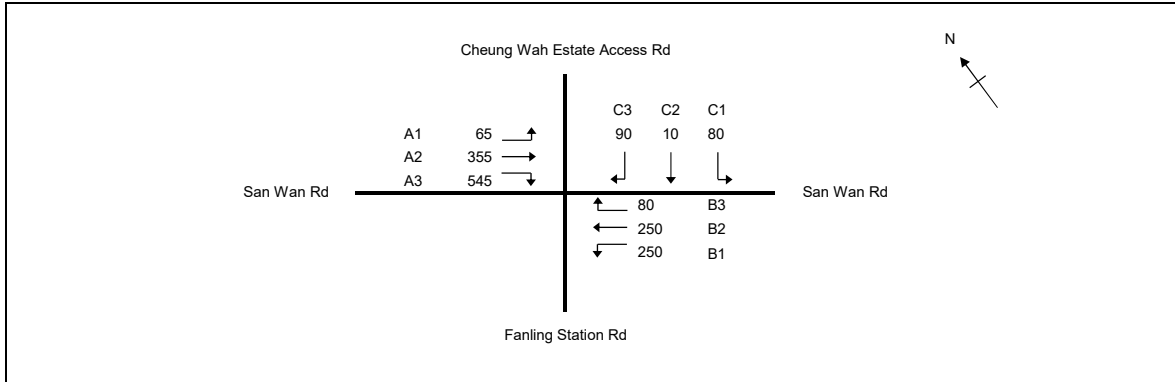 N
Cheung Wah Estate Access Rd
C3 C2 C1
A1 65 90 10 80
A2 355
A3 545
San Wan Rd San Wan Rd
80 B3
250 B2
250 B1
Fanling Station Rd